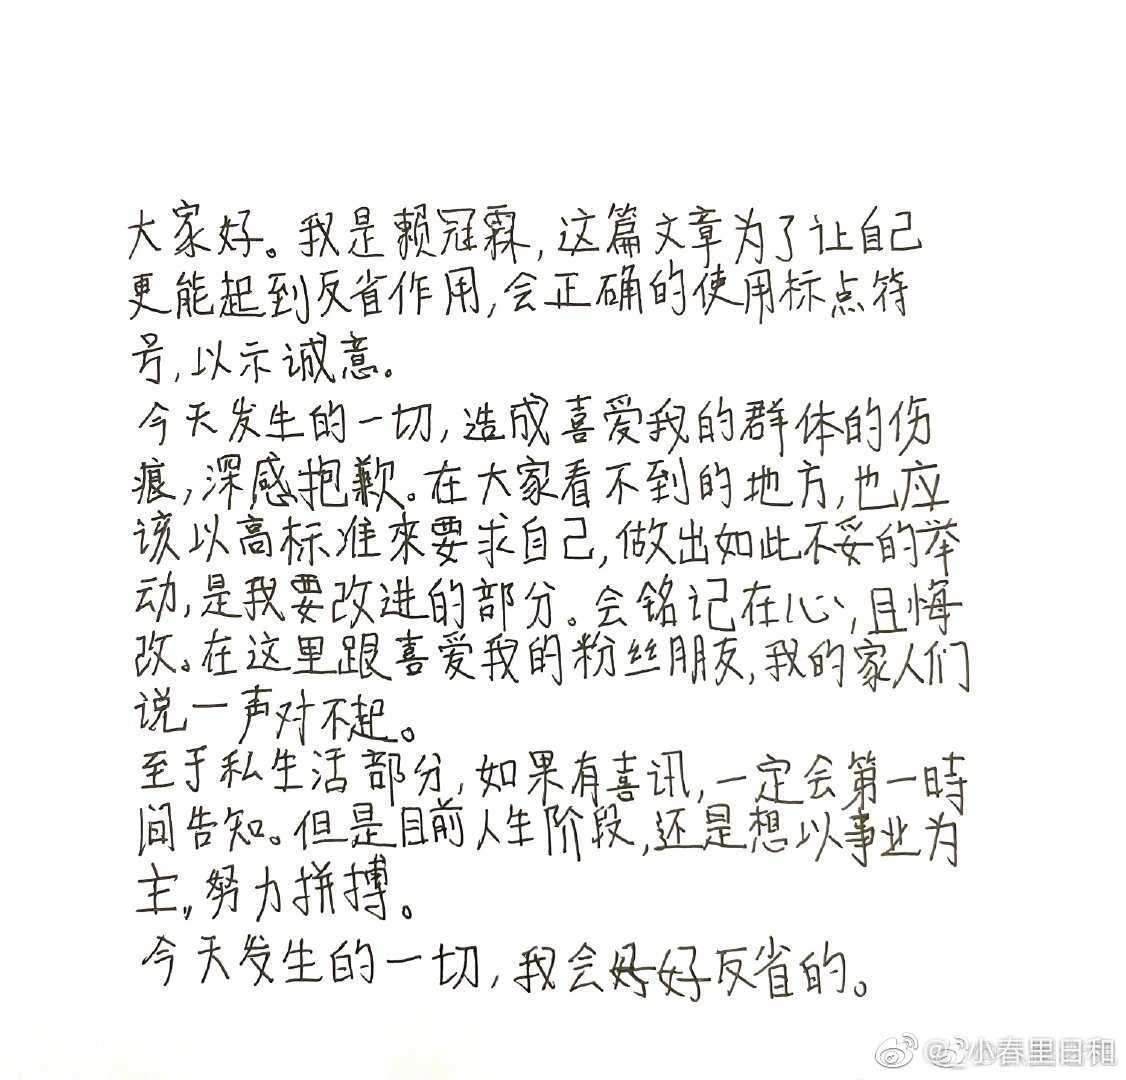 大家好。我是赖冠霖,这篇文章为了让自己
更能起到反省作用,会正确的使用标点符
号,以示诚意。
今天发生的一切,造成喜爱我的群体的伤
痕,深感抱歉。在大家看不到的地方,也应
该以高标准來要求自己,做出如此不妥的举
动,是我要改进的部分。会铭记在心,且悔
改。在这里跟喜爱我的粉丝朋友,我的家人们
说一声对不起。
至于私生活部分,如果有喜讯,一定会第一時
间告知。但是目前人生阶段,还是想以事业为
主,努力拼搏。
今天发生的一切,我会好好反省的。
@小春里日和